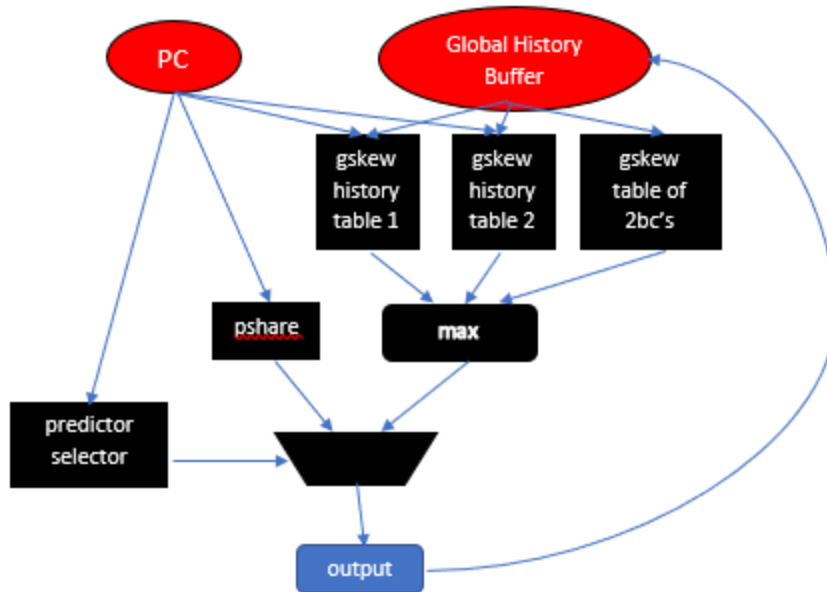 PC
Global History
Buffer
gskew
history
table 1
gskew
history
table 2
gskew
table of
2bc's
pshare
max
predictor
selector
output